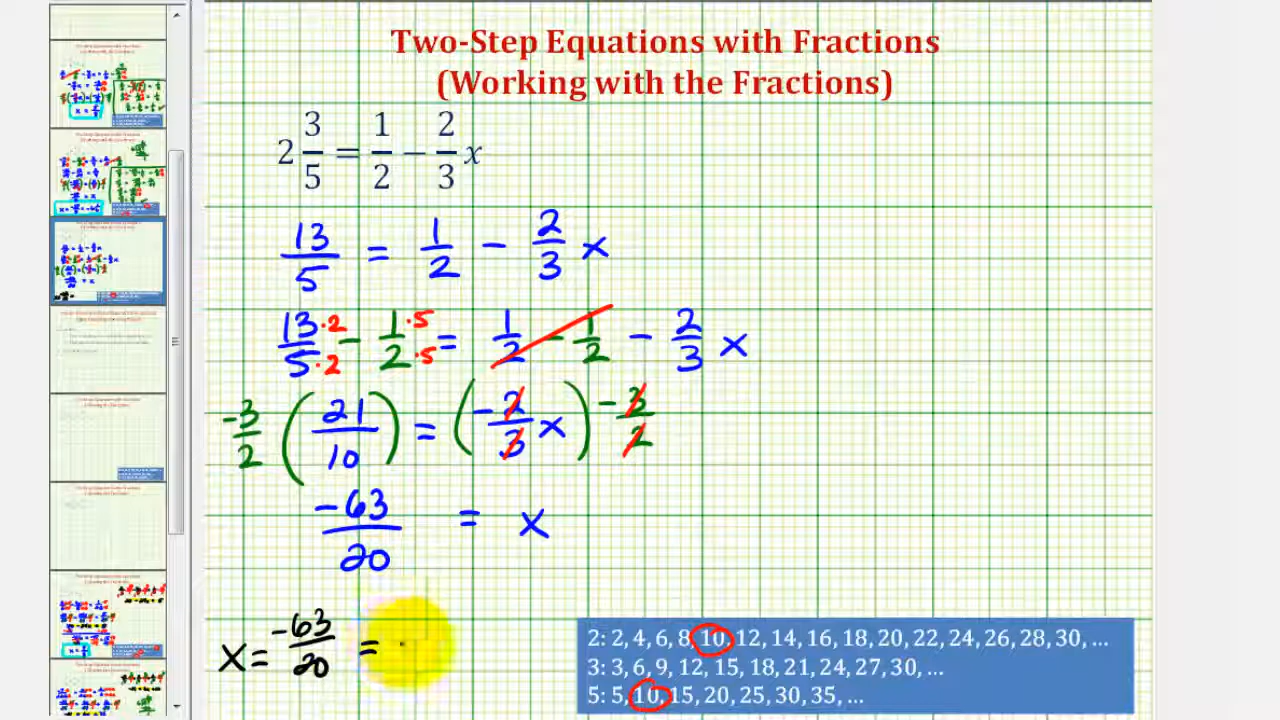 Two-Step Equations with Fractions
(Working with the Fractions)
2 3/5 = 1/2 − 2/3 x
13/5 = 1/2 − 2/3 x
13·2/5·2 − 1·5/2·5 = 1/2 − 1/2 − 2/3 x
-3/2 (21/10) = (−2/3 x) −3/2
-63/20 = x
x = -63/20 =
2: 2, 4, 6, 8, 10, 12, 14, 16, 18, 20, 22, 24, 26, 28, 30, ...
3: 3, 6, 9, 12, 15, 18, 21, 24, 27, 30, ...
5: 5, 10, 15, 20, 25, 30, 35, ...